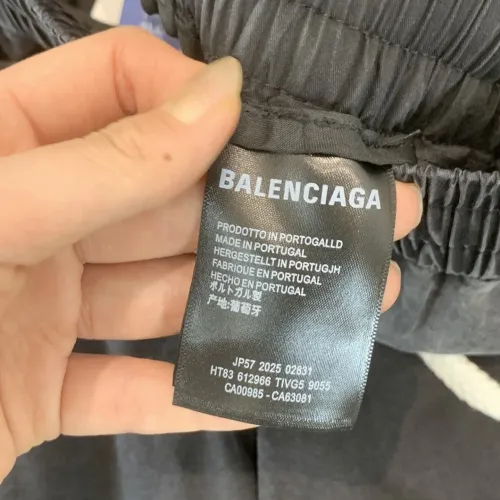 BALENCIAGA
PRODOTTO IN PORTOGALLD
MADE IN PORTUGAL
HERGESTELLT IN PORTUGJH
FABRIQUE EN PORTUGAL
HECHO EN PORTUGAL
ポルトガル製
产地:葡萄牙
JP57 2025 02831
HT83 612966 TIVG5 9055
CA00985 - CA63081